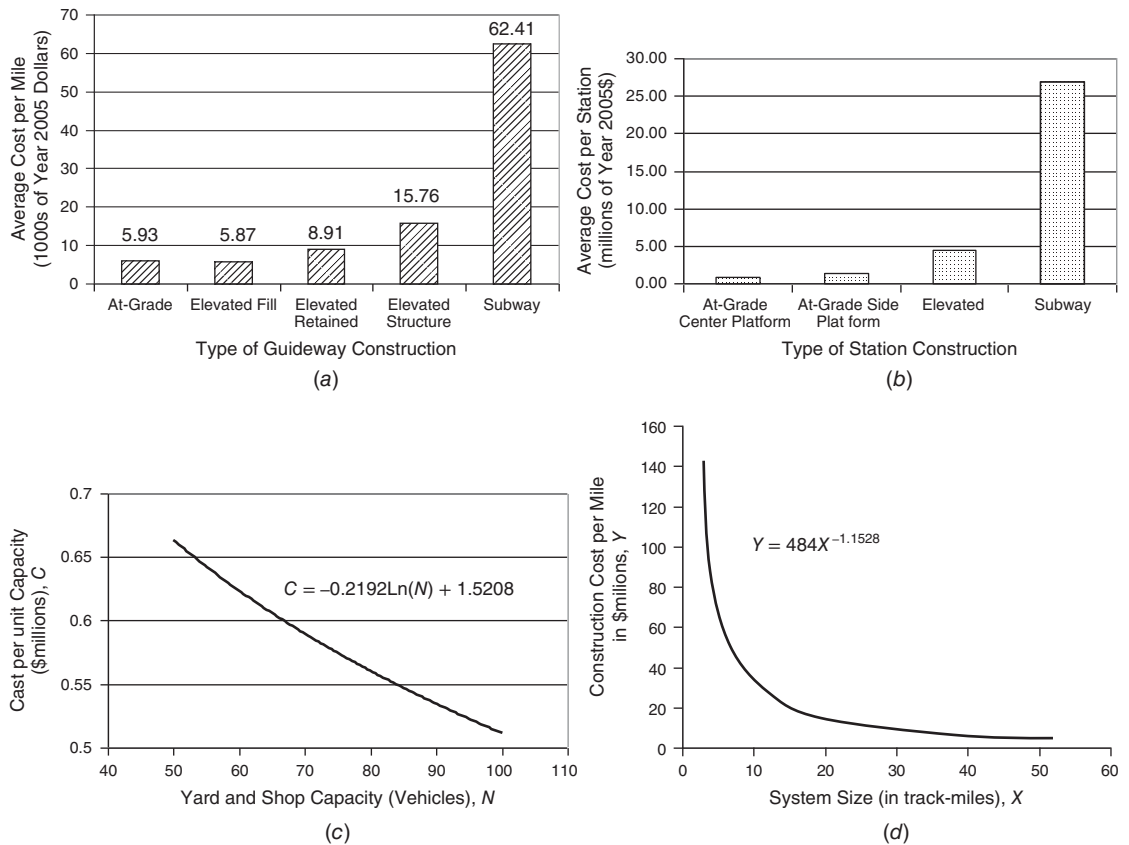 Average Cost per Mile
(1000s of Year 2005 Dollars)
70
60
50
40
30
20
10
0
5.93
5.87
8.91
15.76
62.41
At-Grade
Elevated Fill
Elevated
Retained
Elevated
Structure
Subway
Type of Guideway Construction
(a)
Average Cost per Station
(millions of Year 2005$)
30.00
25.00
20.00
15.00
10.00
5.00
0.00
At-Grade
Center Platform
At-Grade Side
Plat form
Elevated
Subway
Type of Station Construction
(b)
Cast per unit Capacity
($millions), C
0.7
0.65
0.6
0.55
0.5
C = –0.2192Ln(N) + 1.5208
40
50
60
70
80
90
100
110
Yard and Shop Capacity (Vehicles), N
(c)
Construction Cost per Mile
in $milions, Y
160
140
120
100
80
60
40
20
0
Y = 484X–1.1528
0
10
20
30
40
50
60
System Size (in track-miles), X
(d)